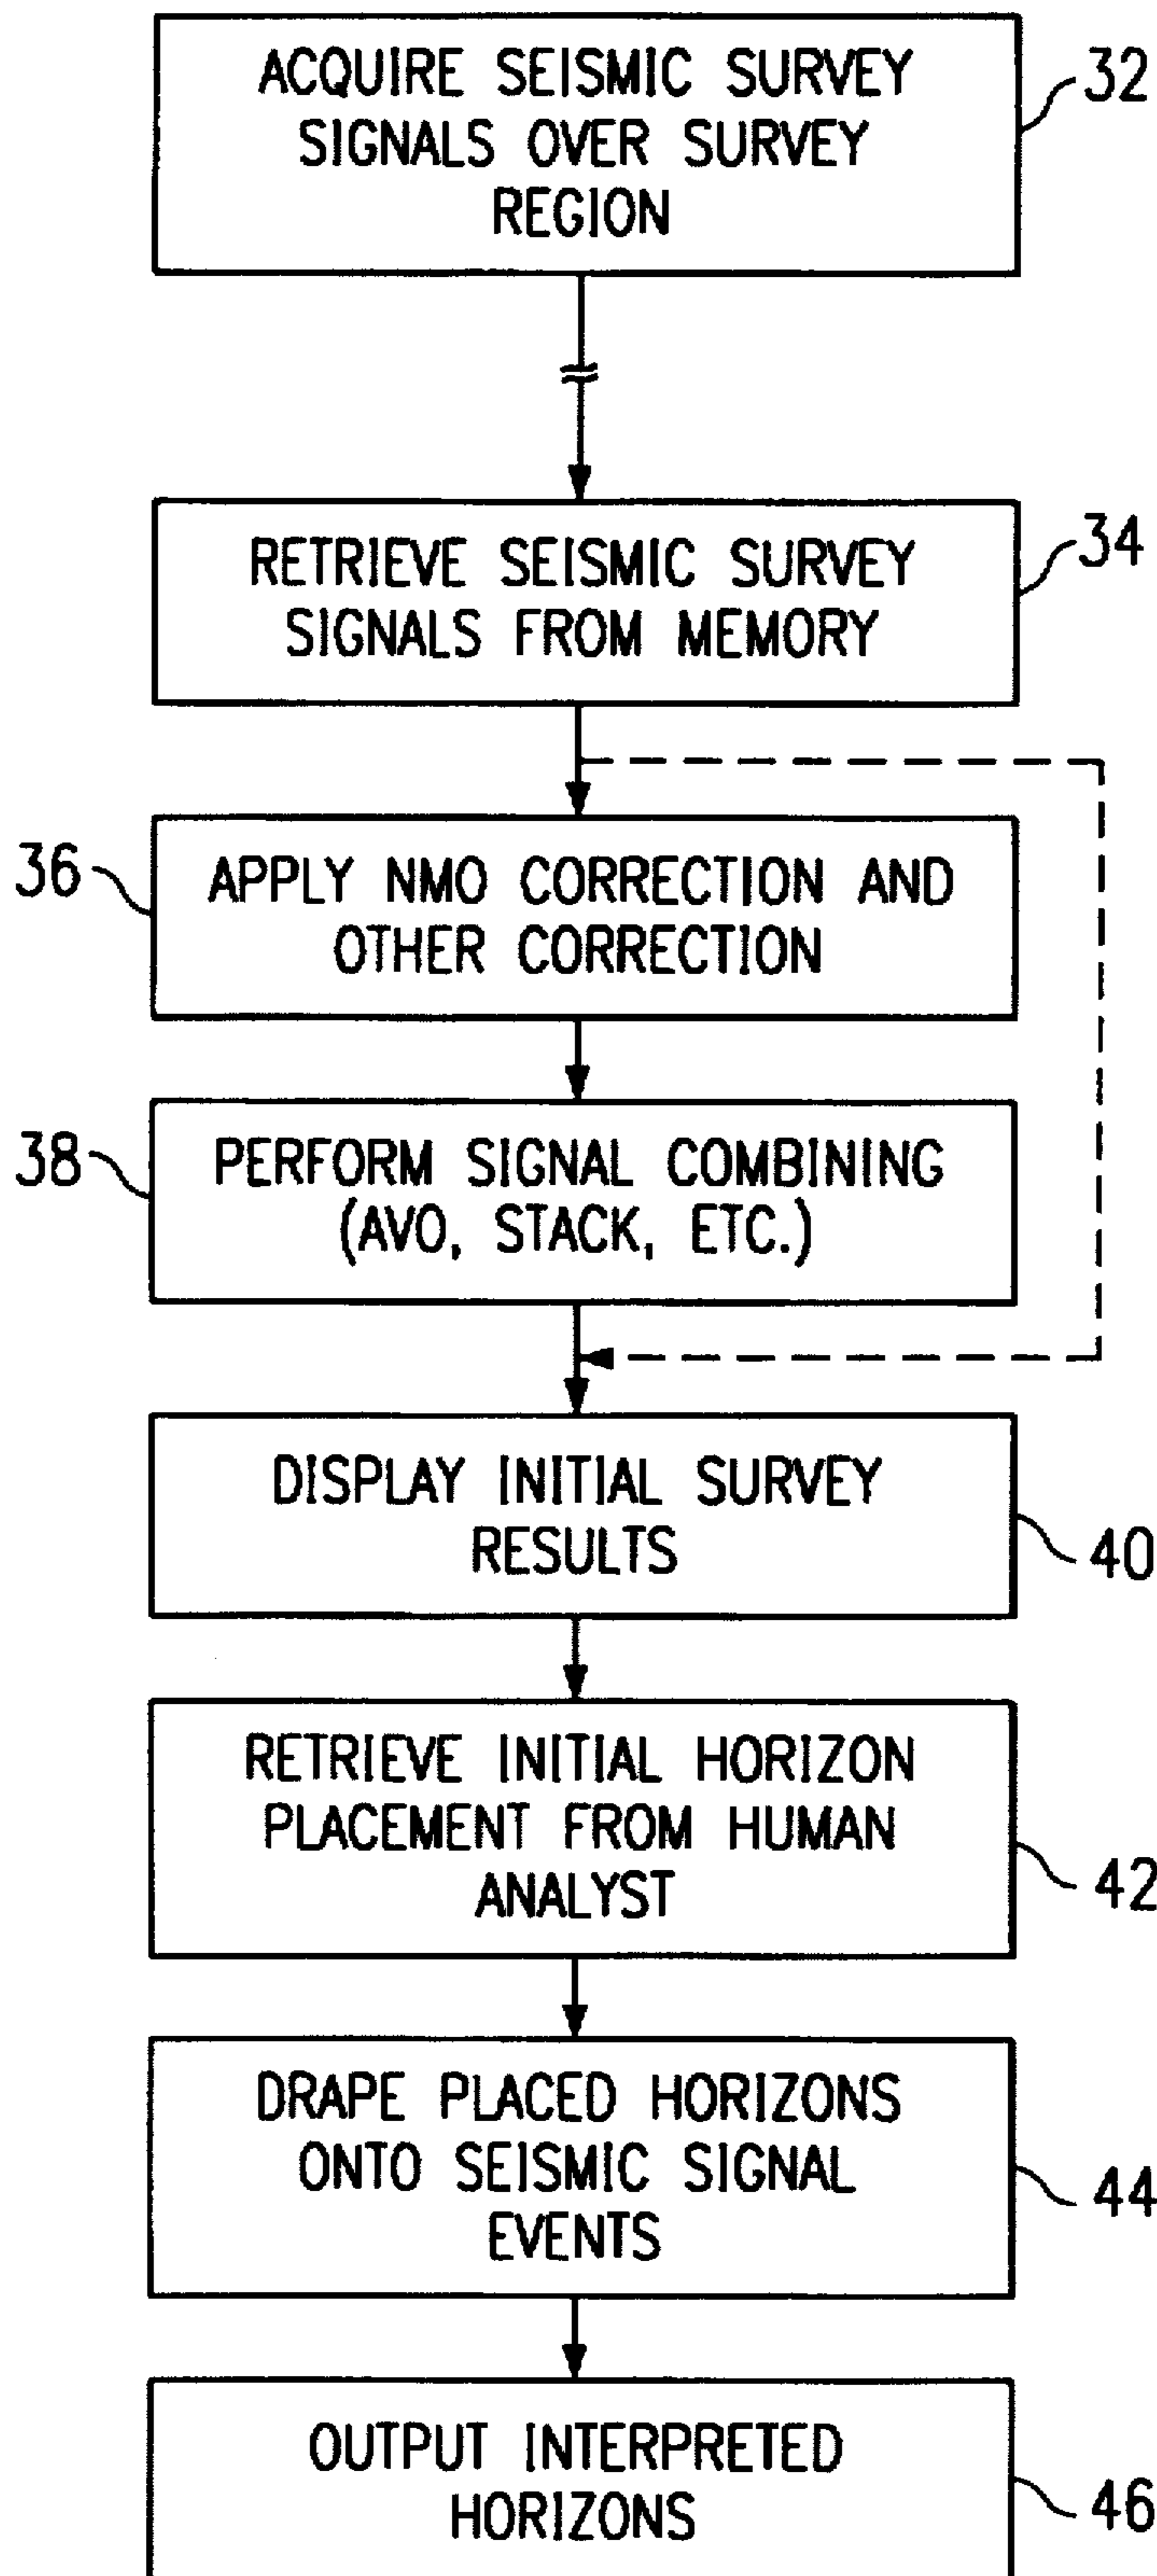 ACQUIRE SEISMIC SURVEY
SIGNALS OVER SURVEY
REGION
32
RETRIEVE SEISMIC SURVEY
SIGNALS FROM MEMORY
34
36
APPLY NMO CORRECTION AND
OTHER CORRECTION
38
PERFORM SIGNAL COMBINING
(AVO, STACK, ETC.)
DISPLAY INITIAL SURVEY
RESULTS
40
RETRIEVE INITIAL HORIZON
PLACEMENT FROM HUMAN
ANALYST
42
DRAPE PLACED HORIZONS
ONTO SEISMIC SIGNAL
EVENTS
44
OUTPUT INTERPRETED
HORIZONS
46